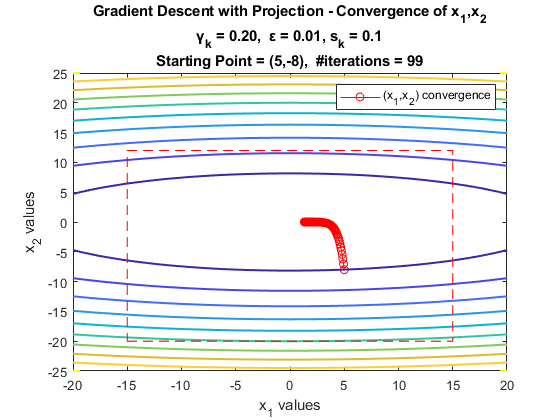 Gradient Descent with Projection - Convergence of x₁,x₂
γₖ = 0.20, ε = 0.01, sₖ = 0.1
Starting Point = (5,-8), #iterations = 99
(x₁,x₂) convergence
25
20
15
10
5
0
-5
-10
-15
-20
-25
x₂ values
-20 -15 -10 -5 0 5 10 15 20
x₁ values